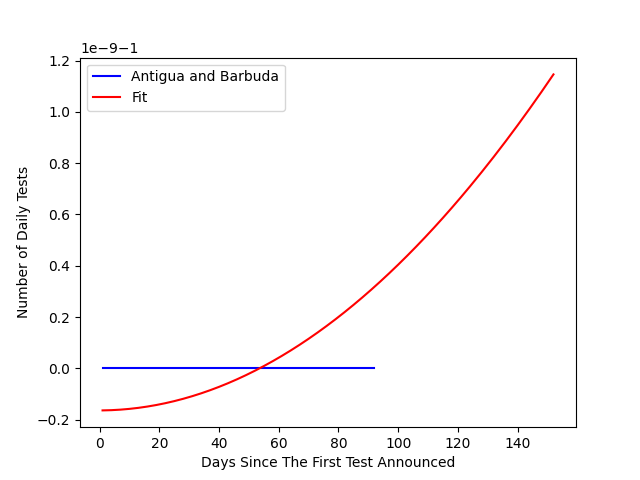 1e−9−1
1.2
1.0
0.8
0.6
0.4
0.2
0.0
−0.2
Antigua and Barbuda
Fit
Number of Daily Tests
0 20 40 60 80 100 120 140
Days Since The First Test Announced